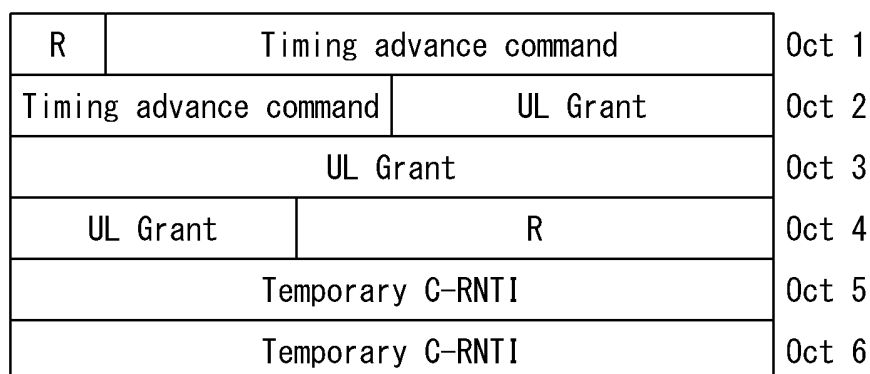 R Timing advance command Oct 1
Timing advance command UL Grant Oct 2
UL Grant Oct 3
UL Grant R Oct 4
Temporary C-RNTI Oct 5
Temporary C-RNTI Oct 6